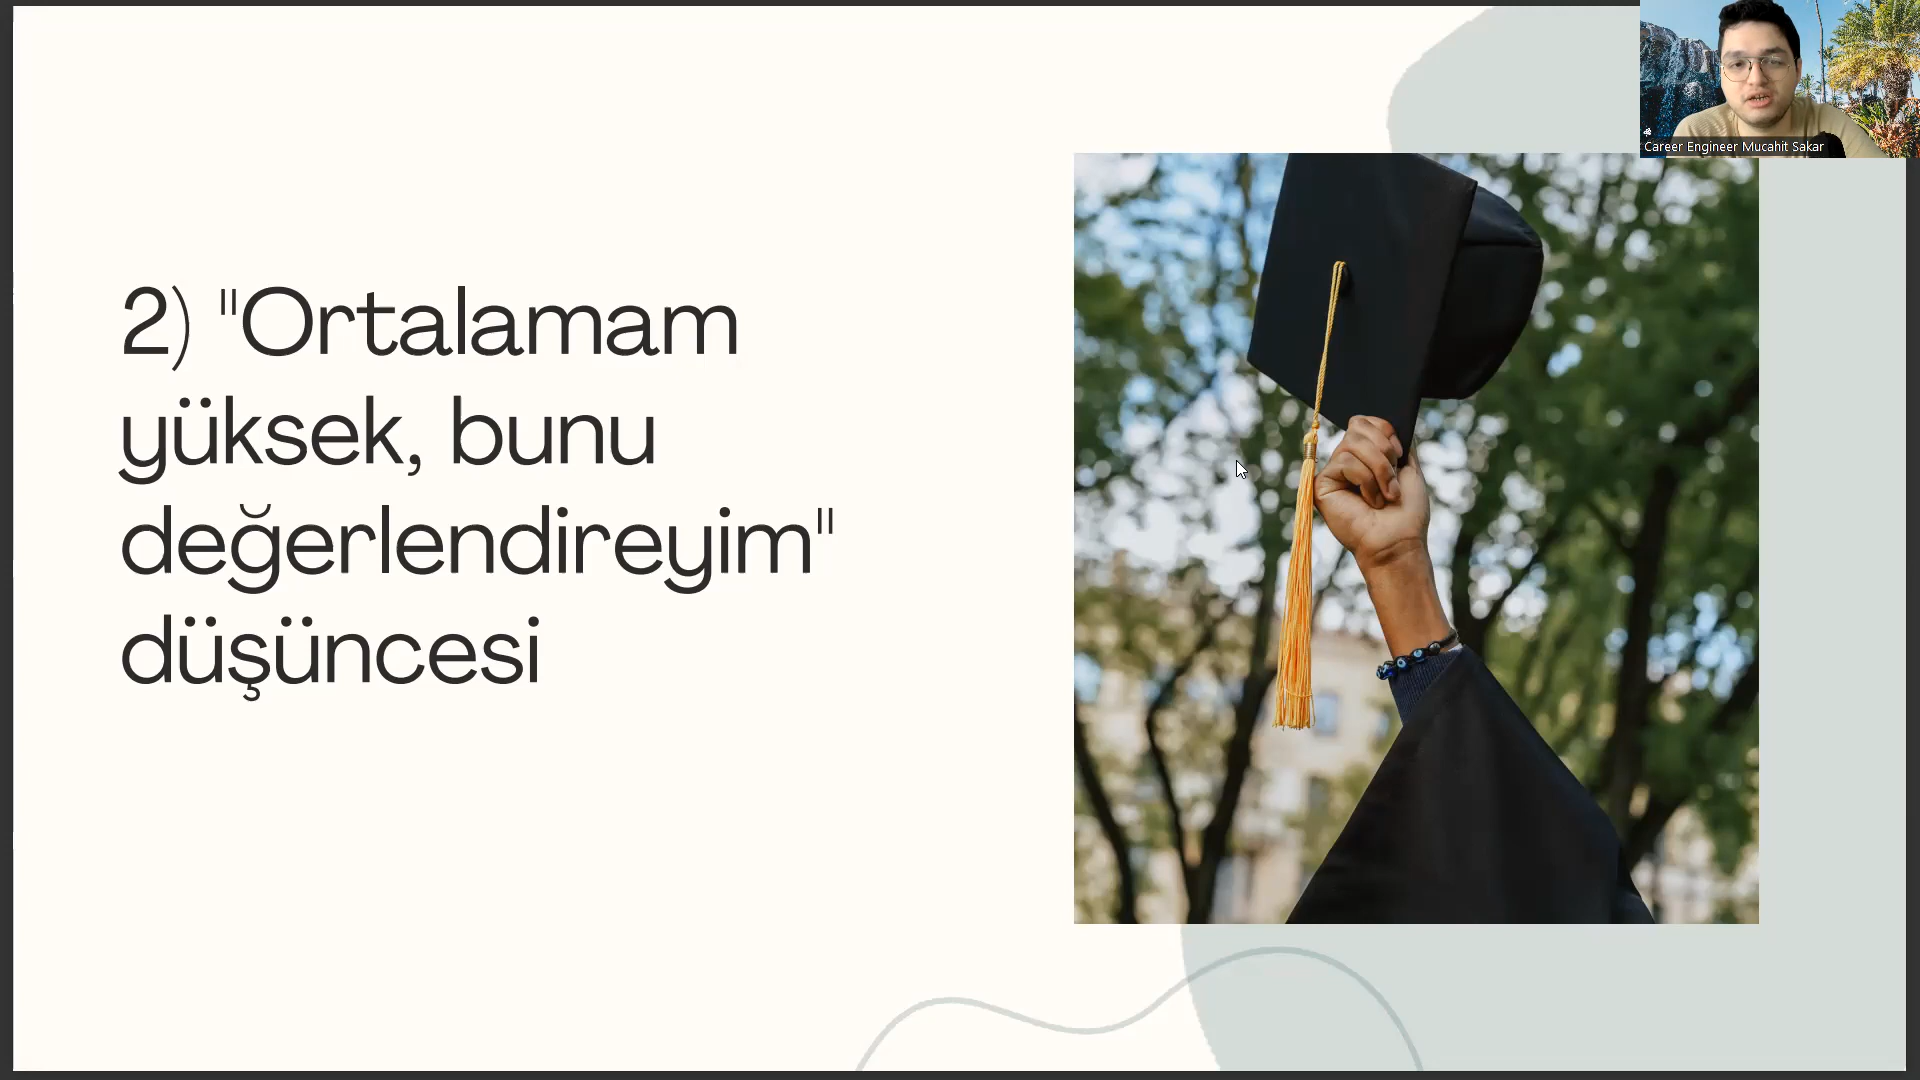 2) "Ortalamam
yüksek, bunu
değerlendireyim"
düşüncesi
Career Engineer Mucahit Sakar